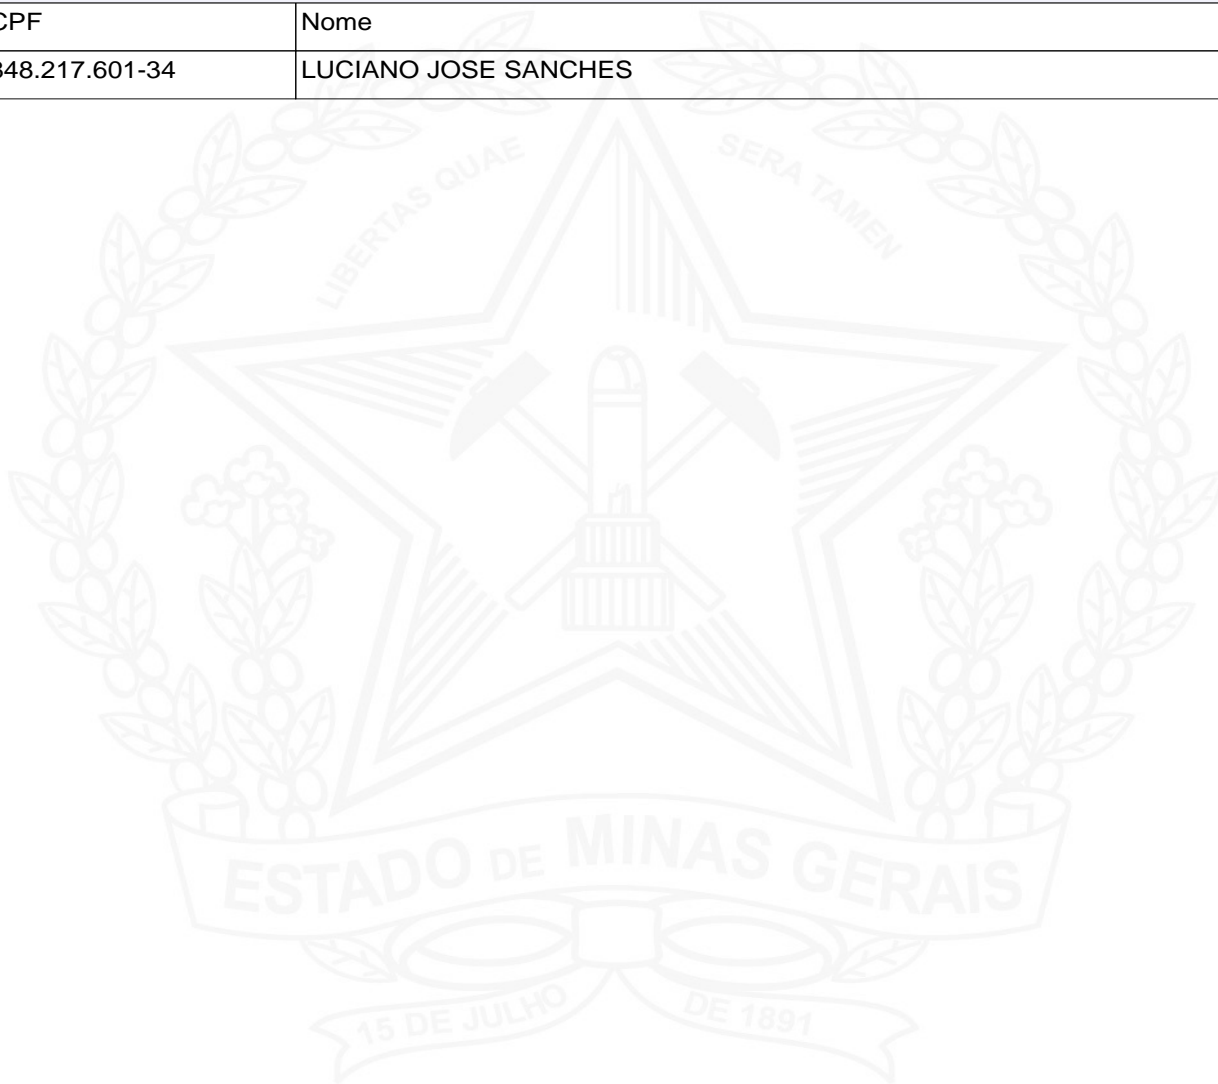 CPF Nome
848.217.601-34 LUCIANO JOSE SANCHES
LIBERTAS QUAE SERA TAMEN
ESTADO DE MINAS GERAIS
15 DE JULHO DE 1891